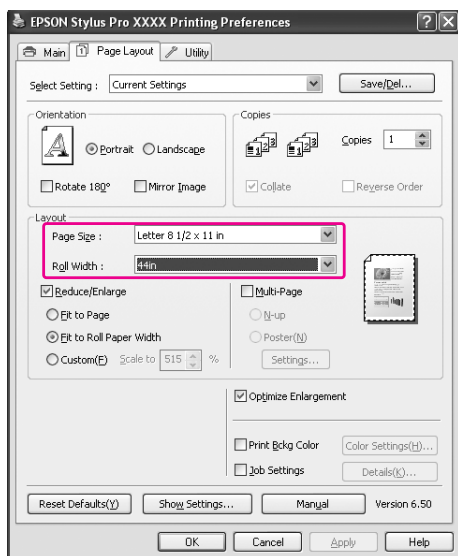 EPSON Stylus Pro XXXX Printing Preferences
Main
Page Layout
Utility
Select Setting : Current Settings
Save/Del...
Orientation
A
Portrait Landscape
Rotate 180° Mirror Image
Copies
Copies 1
Collate Reverse Order
Layout
Page Size : Letter 8 1/2 x 11 in
Roll Width : 44in
Reduce/Enlarge
Fit to Page
Fit to Roll Paper Width
Custom(F) Scale to 515 %
Multi-Page
N-up
Poster(N)
Settings...
Optimize Enlargement
Print Bckg Color Color Settings(H)...
Job Settings Details(K)...
Reset Defaults(Y) Show Settings... Manual Version 6.50
OK Cancel Apply Help